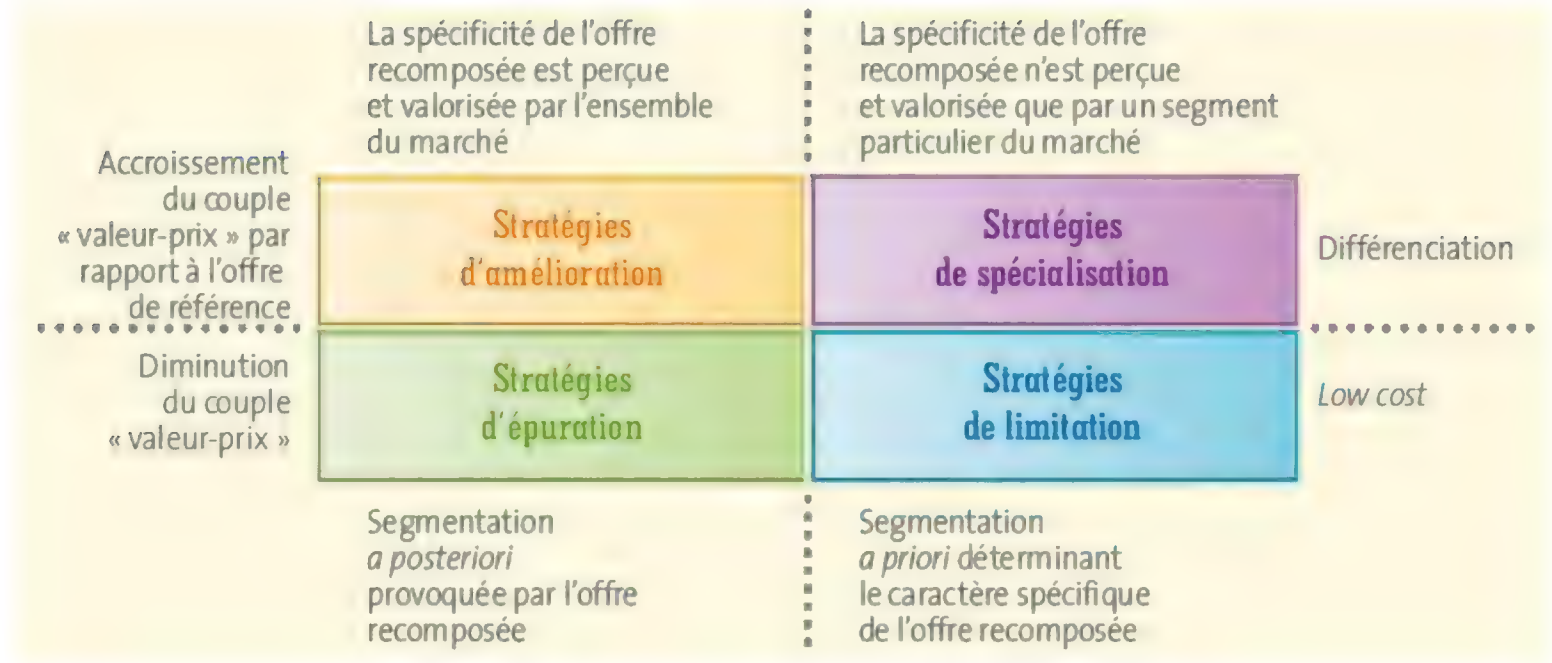 La spécificité de l'offre
recomposée est perçue
et valorisée par l'ensemble
du marché
La spécificité de l'offre
recomposée n'est perçue
et valorisée que par un segment
particulier du marché
Accroissement
du couple
« valeur-prix » par
rapport à l'offre
de référence
Stratégies
d'amélioration
Stratégies
de spécialisation
Différenciation
Diminution
du couple
« valeur-prix »
Stratégies
d'épuration
Stratégies
de limitation
Low cost
Segmentation
a posteriori
provoquée par l'offre
recomposée
Segmentation
a priori déterminant
le caractère spécifique
de l'offre recomposée